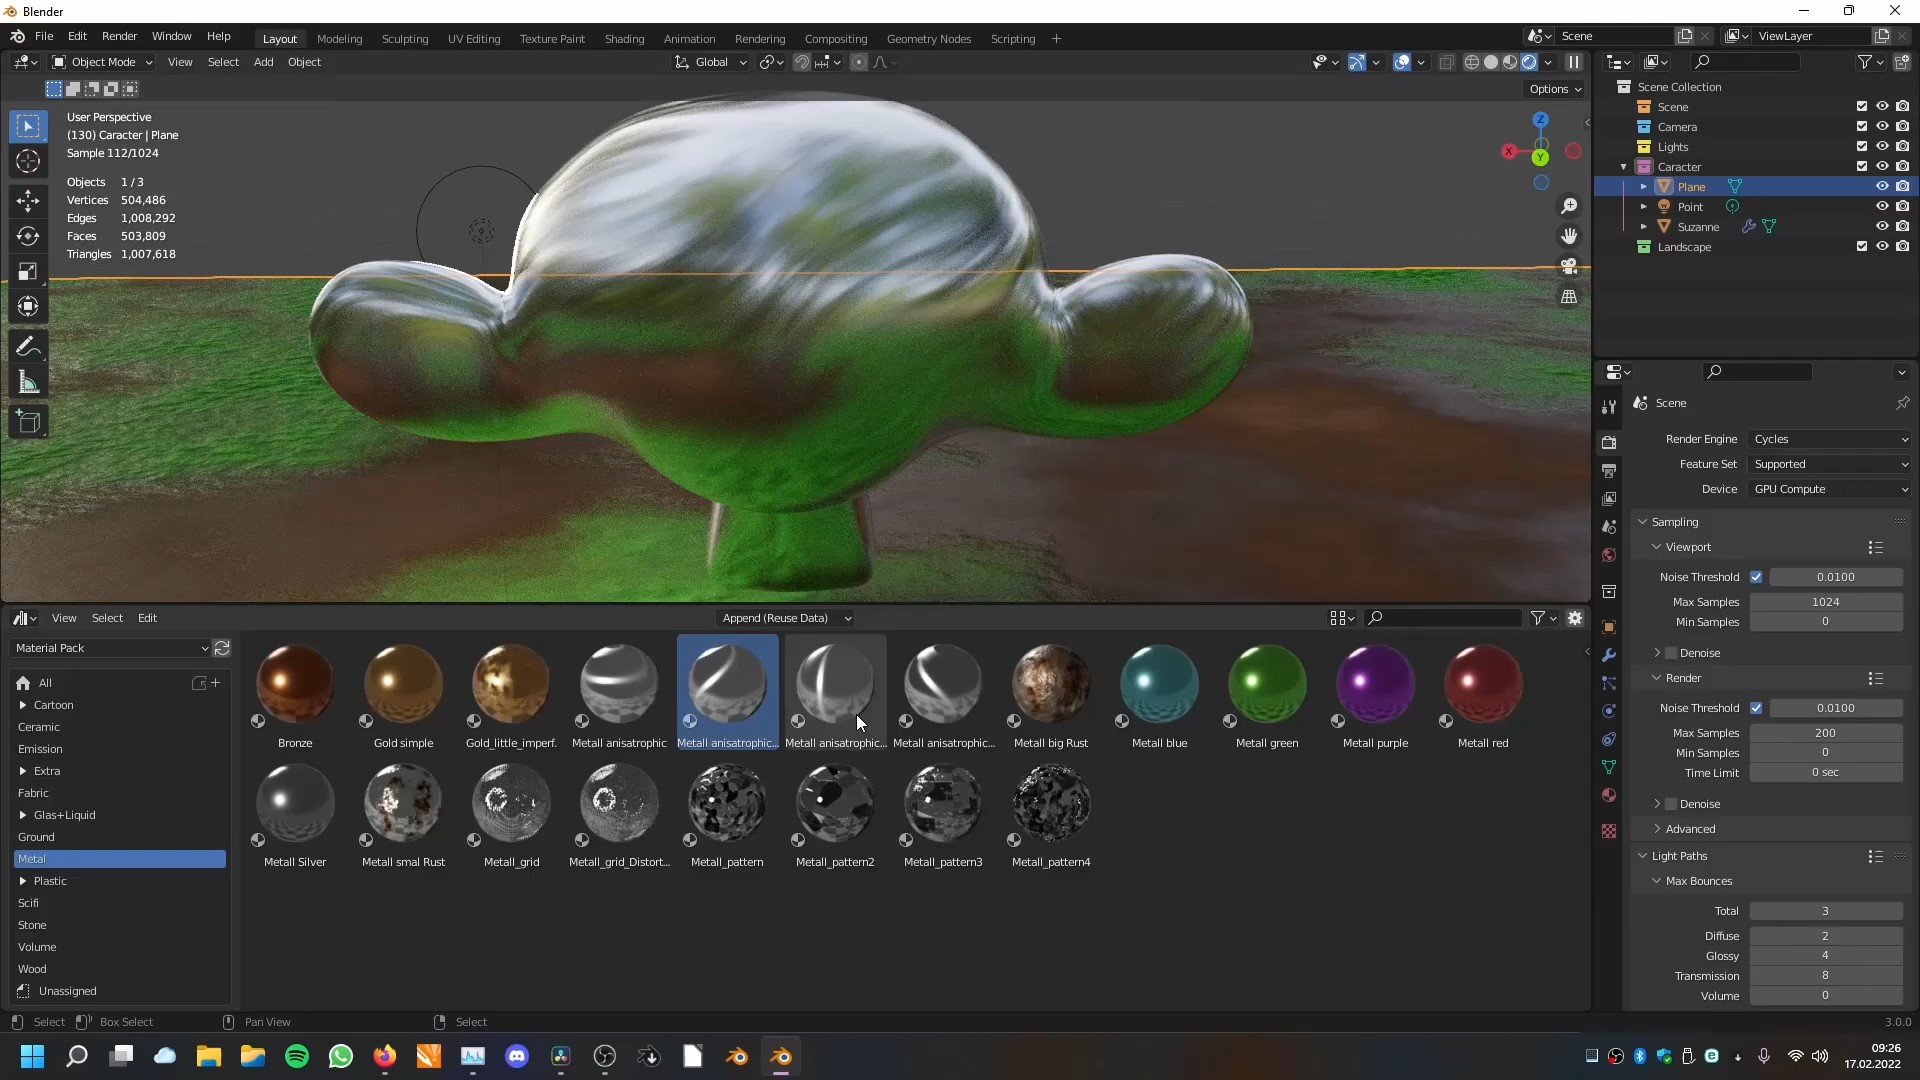 Blender
File Edit Render Window Help
Layout Modeling Sculpting UV Editing Texture Paint Shading Animation Rendering Compositing Geometry Nodes Scripting +
Scene
ViewLayer
Object Mode View Select Add Object
Global
Options
User Perspective
(130) Caracter | Plane
Sample 112/1024
Objects 1 / 3
Vertices 504,486
Edges 1,008,292
Faces 503,809
Triangles 1,007,618
Z
X
Y
Scene Collection
Scene
Camera
Lights
Caracter
Plane
Point
Suzanne
Landscape
Scene
Render Engine Cycles
Feature Set Supported
Device GPU Compute
Sampling
Viewport
Noise Threshold 0.0100
Max Samples 1024
Min Samples 0
Denoise
Render
Noise Threshold 0.0100
Max Samples 200
Min Samples 0
Time Limit 0 sec
Denoise
Advanced
Light Paths
Max Bounces
Total 3
Diffuse 2
Glossy 4
Transmission 8
Volume 0
View Select Edit
Append (Reuse Data)
Material Pack
All
Cartoon
Ceramic
Emission
Extra
Fabric
Glas+Liquid
Ground
Metal
Plastic
Scifi
Stone
Volume
Wood
Unassigned
Bronze Gold simple Gold_little_imperf. Metall anisatrophic Metall anisatrophic... Metall anisatrophic... Metall anisatrophic... Metall big Rust Metall blue Metall green Metall purple Metall red
Metall Silver Metall smal Rust Metall_grid Metall_grid_Distort... Metall_pattern Metall_pattern2 Metall_pattern3 Metall_pattern4
Select Box Select Pan View Select
3.0.0
09:26
17.02.2022